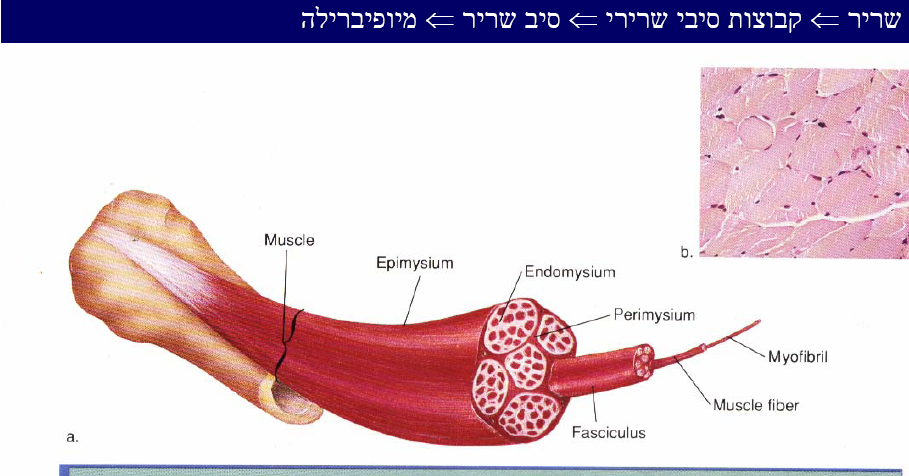 שריר ⇐ קבוצות סיבי שרירי ⇐ סיב שריר ⇐ מיופיברילה
b.
Muscle
Epimysium
Endomysium
Perimysium
Myofibril
Muscle fiber
Fasciculus
a.